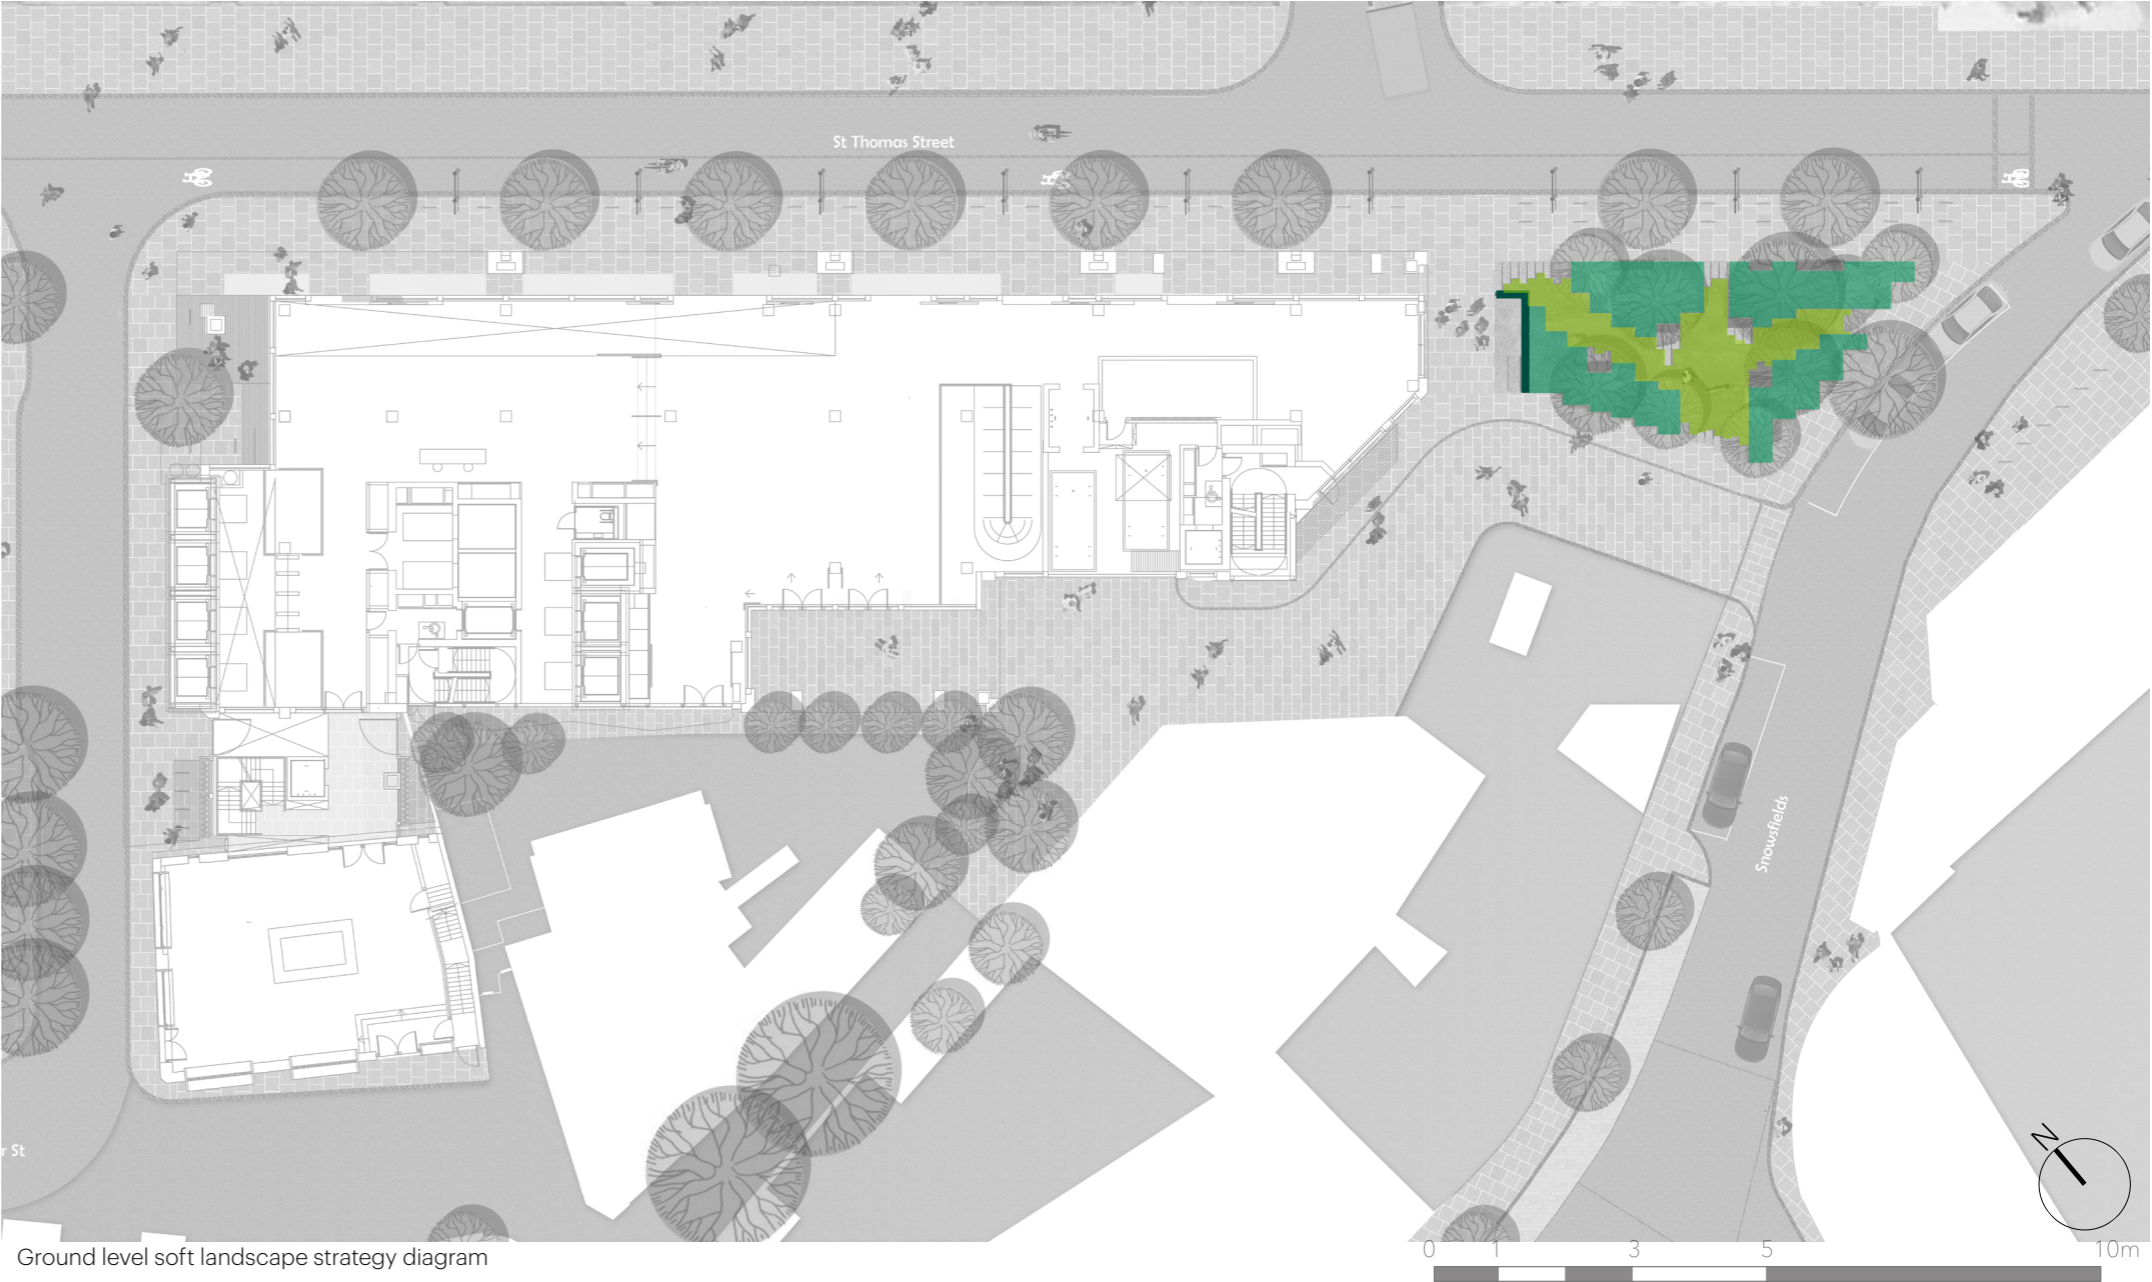 St Thomas Street
Snowsfields
r St
N
Ground level soft landscape strategy diagram
0 1 3 5 10m